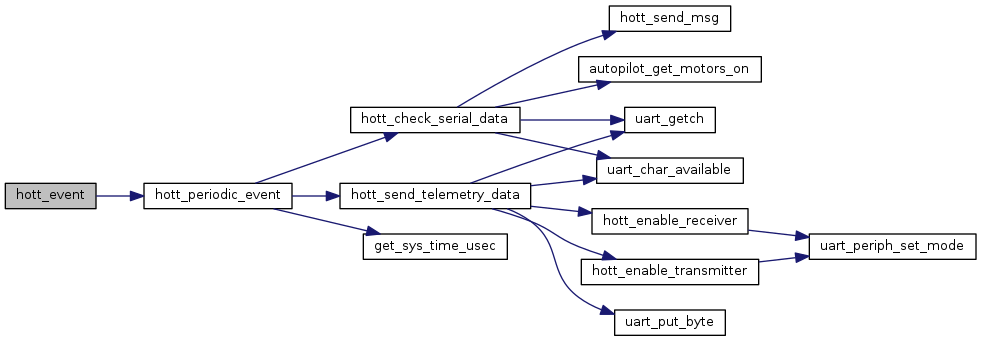 hott_send_msg
autopilot_get_motors_on
hott_check_serial_data
uart_getch
uart_char_available
hott_event
hott_periodic_event
hott_send_telemetry_data
hott_enable_receiver
get_sys_time_usec
uart_periph_set_mode
hott_enable_transmitter
uart_put_byte